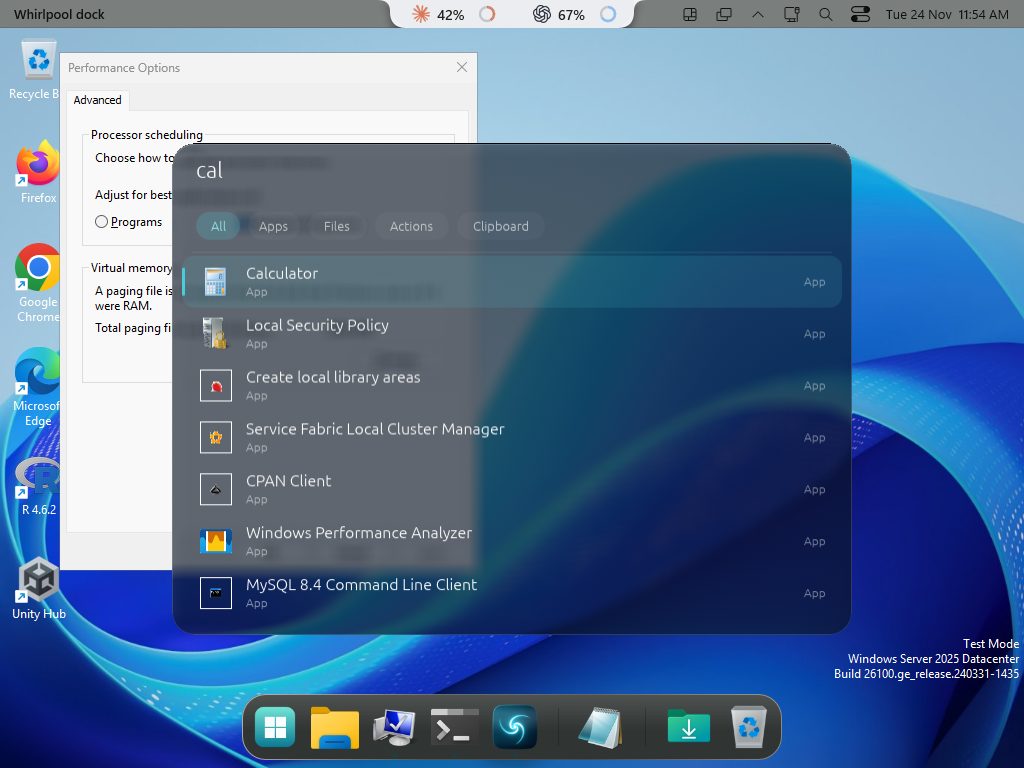 Whirlpool dock
42%
67%
Tue 24 Nov 11:54 AM
Recycle B
Firefox
Google
Chrome
Microsof
Edge
R 4.6.2
Unity Hub
Performance Options
Advanced
Processor scheduling
Choose how to
Adjust for best
Programs
Virtual memory
A paging file is
were RAM.
Total paging fi
cal
All
Apps
Files
Actions
Clipboard
Calculator
App
App
Local Security Policy
App
App
Create local library areas
App
App
Service Fabric Local Cluster Manager
App
App
CPAN Client
App
App
Windows Performance Analyzer
App
App
MySQL 8.4 Command Line Client
App
App
Test Mode
Windows Server 2025 Datacenter
Build 26100.ge_release.240331-1435